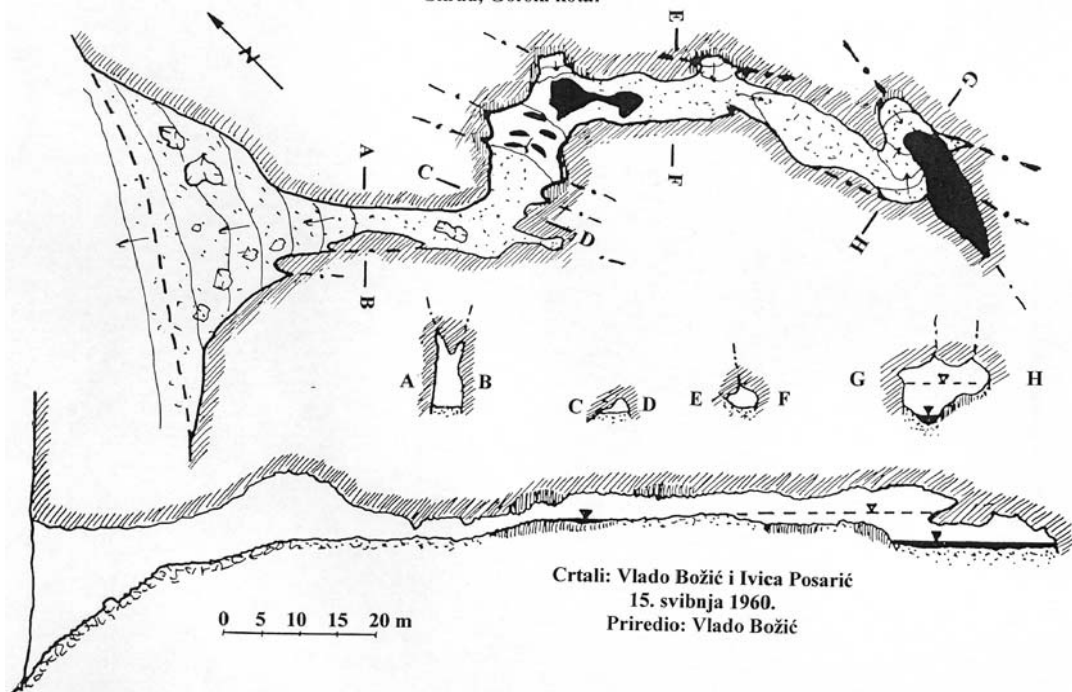 N
E
G
A
C
F
D
H
B
A B
C D
E F
G H
0 5 10 15 20 m
Crtali: Vlado Božić i Ivica Posarić
15. svibnja 1960.
Priredio: Vlado Božić